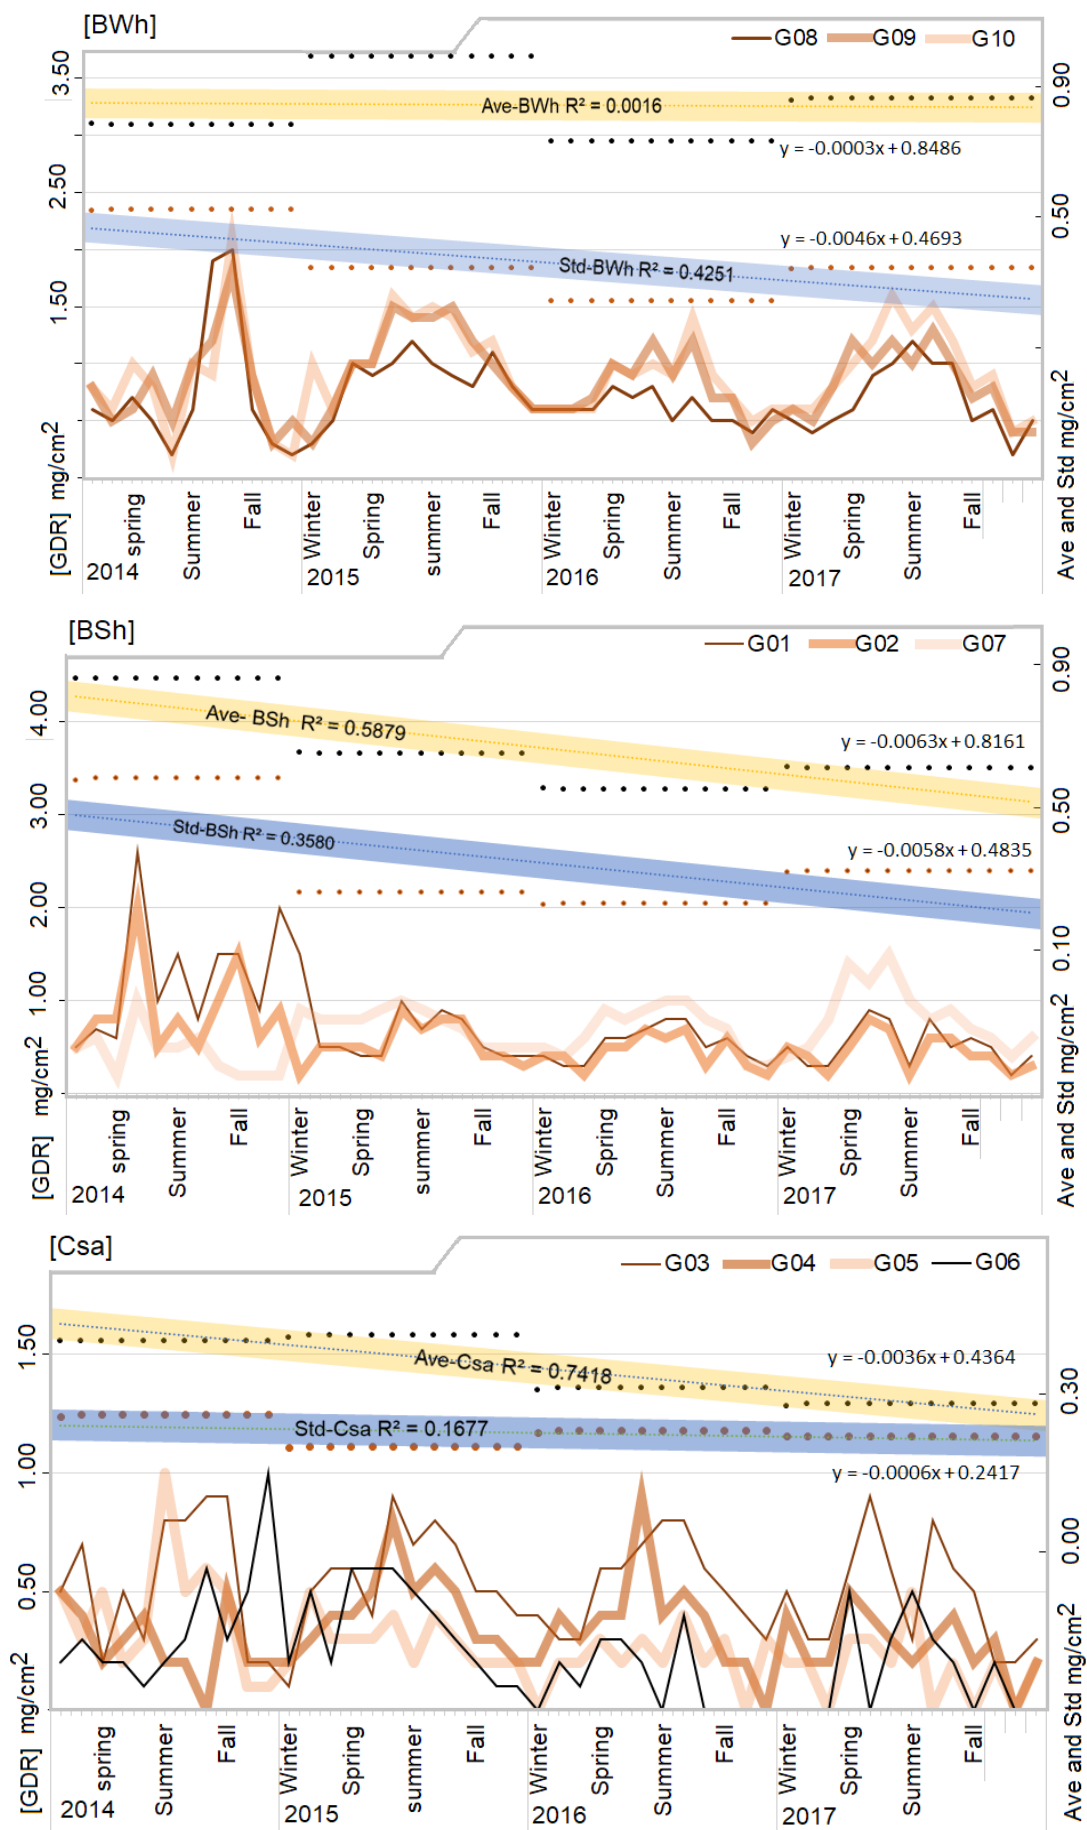 [BWh]
G08 G09 G10
3.50
2.50
1.50
[GDR] mg/cm2
0.90
0.50
Ave and Std mg/cm2
Ave-BWh R² = 0.0016
y = -0.0003x + 0.8486
y = -0.0046x + 0.4693
Std-BWh R² = 0.4251
spring Summer Fall Winter Spring summer Fall Winter Spring Summer Fall Winter Spring Summer Fall
2014 2015 2016 2017
[BSh]
G01 G02 G07
4.00
3.00
2.00
1.00
[GDR] mg/cm2
0.90
0.50
0.10
Ave and Std mg/cm2
Ave- BSh R² = 0.5879
y = -0.0063x + 0.8161
Std-BSh R² = 0.3580
y = -0.0058x + 0.4835
spring Summer Fall Winter Spring summer Fall Winter Spring Summer Fall Winter Spring Summer Fall
2014 2015 2016 2017
[Csa]
G03 G04 G05 G06
1.50
1.00
0.50
[GDR] mg/cm2
0.30
0.00
Ave and Std mg/cm2
Ave-Csa R² = 0.7418
y = -0.0036x + 0.4364
Std-Csa R² = 0.1677
y = -0.0006x + 0.2417
spring Summer Fall Winter Spring summer Fall Winter Spring Summer Fall Winter Spring Summer Fall
2014 2015 2016 2017